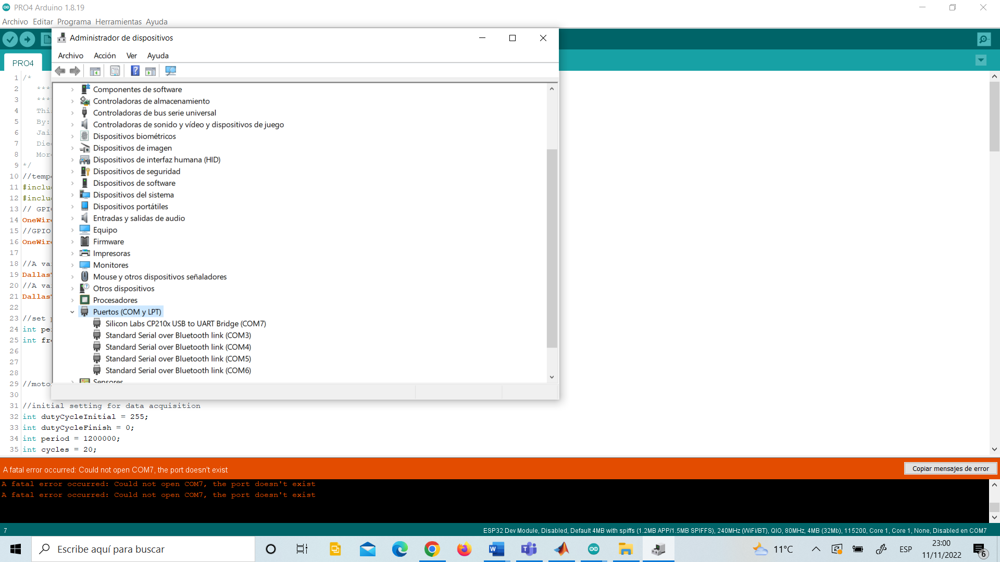 PRO4 Arduino 1.8.19
Archivo Editar Programa Herramientas Ayuda
Administrador de dispositivos
Archivo Acción Ver Ayuda
PRO4
Componentes de software
Controladoras de almacenamiento
Controladoras de bus serie universal
Controladoras de sonido y vídeo y dispositivos de juego
Dispositivos biométricos
Dispositivos de imagen
Dispositivos de interfaz humana (HID)
Dispositivos de seguridad
Dispositivos de software
Dispositivos del sistema
Dispositivos portátiles
Entradas y salidas de audio
Equipo
Firmware
Impresoras
Monitores
Mouse y otros dispositivos señaladores
Otros dispositivos
Procesadores
Puertos (COM y LPT)
Silicon Labs CP210x USB to UART Bridge (COM7)
Standard Serial over Bluetooth link (COM3)
Standard Serial over Bluetooth link (COM4)
Standard Serial over Bluetooth link (COM5)
Standard Serial over Bluetooth link (COM6)
Sensores
1 /*
2 ***
3 ***
4 Thi
5 By:
6 Jai
7 Die
8 Mor
9 */
10 //temp
11 #inclu
12 #inclu
13 // GPI
14 OneWir
15 //GPIO
16 OneWir
17
18 //A va
19 Dallas
20 //A va
21 Dallas
22
23 //set p
24 int pe
25 int fr
26
27
28
29 //moto
30
31 //initial setting for data acquisition
32 int dutyCycleInitial = 255;
33 int dutyCycleFinish = 0;
34 int period = 1200000;
35 int cycles = 20;
A fatal error occurred: Could not open COM7, the port doesn't exist
Copiar mensajes de error
A fatal error occurred: Could not open COM7, the port doesn't exist
A fatal error occurred: Could not open COM7, the port doesn't exist
7
ESP32 Dev Module, Disabled, Default 4MB with spiffs (1.2MB APP/1.5MB SPIFFS), 240MHz (WiFi/BT), QIO, 80MHz, 4MB (32Mb), 115200, Core 1, Core 1, None, Disabled en COM7
Escribe aquí para buscar
11°C
ESP
23:00
11/11/2022
6